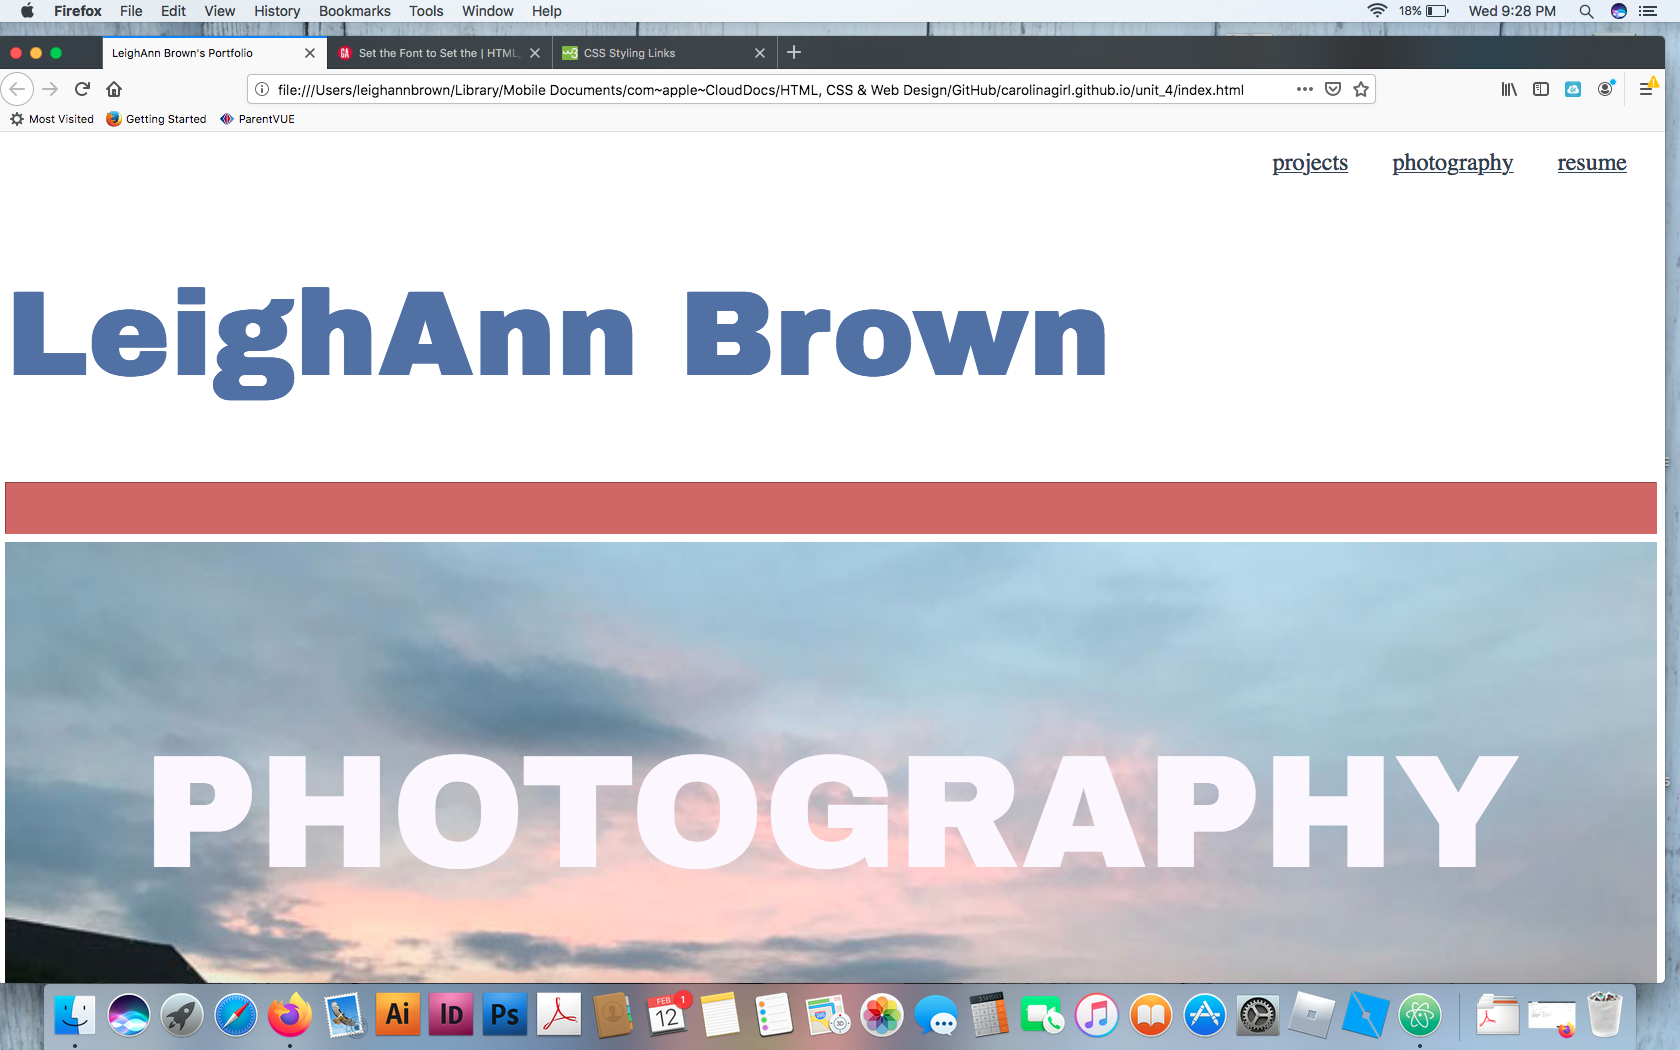 Firefox File Edit View History Bookmarks Tools Window Help 18% Wed 9:28 PM
LeighAnn Brown's Portfolio GA Set the Font to Set the | HTML, CSS Styling Links
file:///Users/leighannbrown/Library/Mobile Documents/com~apple~CloudDocs/HTML, CSS & Web Design/GitHub/carolinagirl.github.io/unit_4/index.html
Most Visited Getting Started ParentVUE
projects photography resume
LeighAnn Brown
PHOTOGRAPHY
Ai ID Ps FEB 1
12
3D